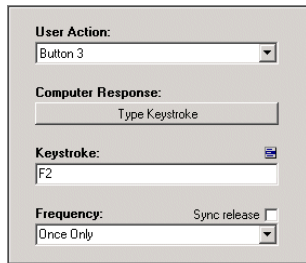 User Action:
Button 3
Computer Response:
Type Keystroke
Keystroke:
F2
Frequency: Sync release
Once Only